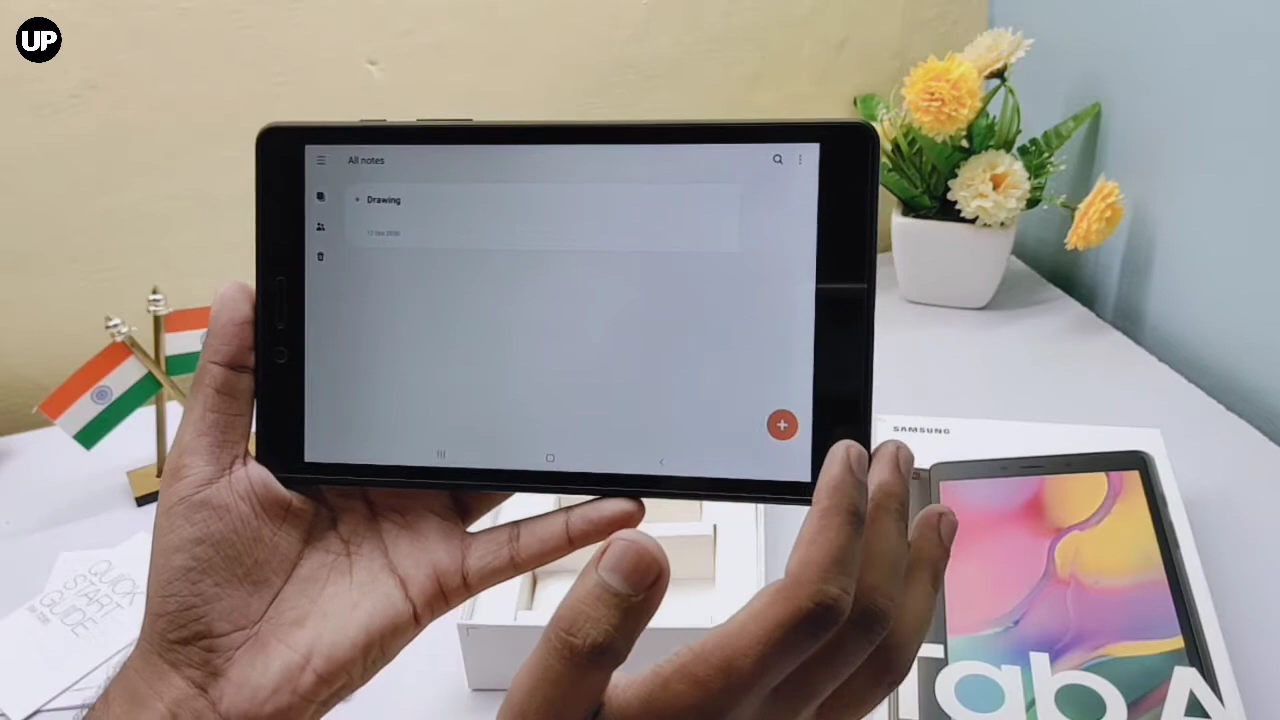 UP
All notes
Drawing
SAMSUNG
QUICK
START
GUIDE
Tab A